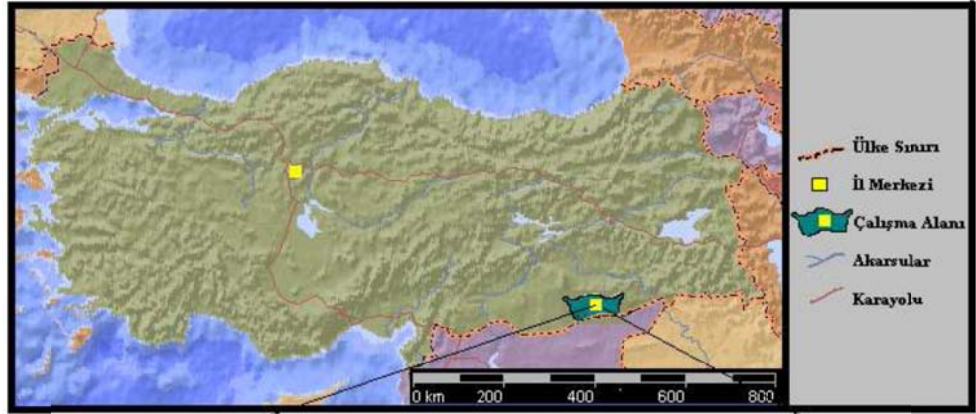 Ülke Sınırı
İl Merkezi
Çalışma Alanı
Akarsular
Karayolu
0 km 200 400 600 800